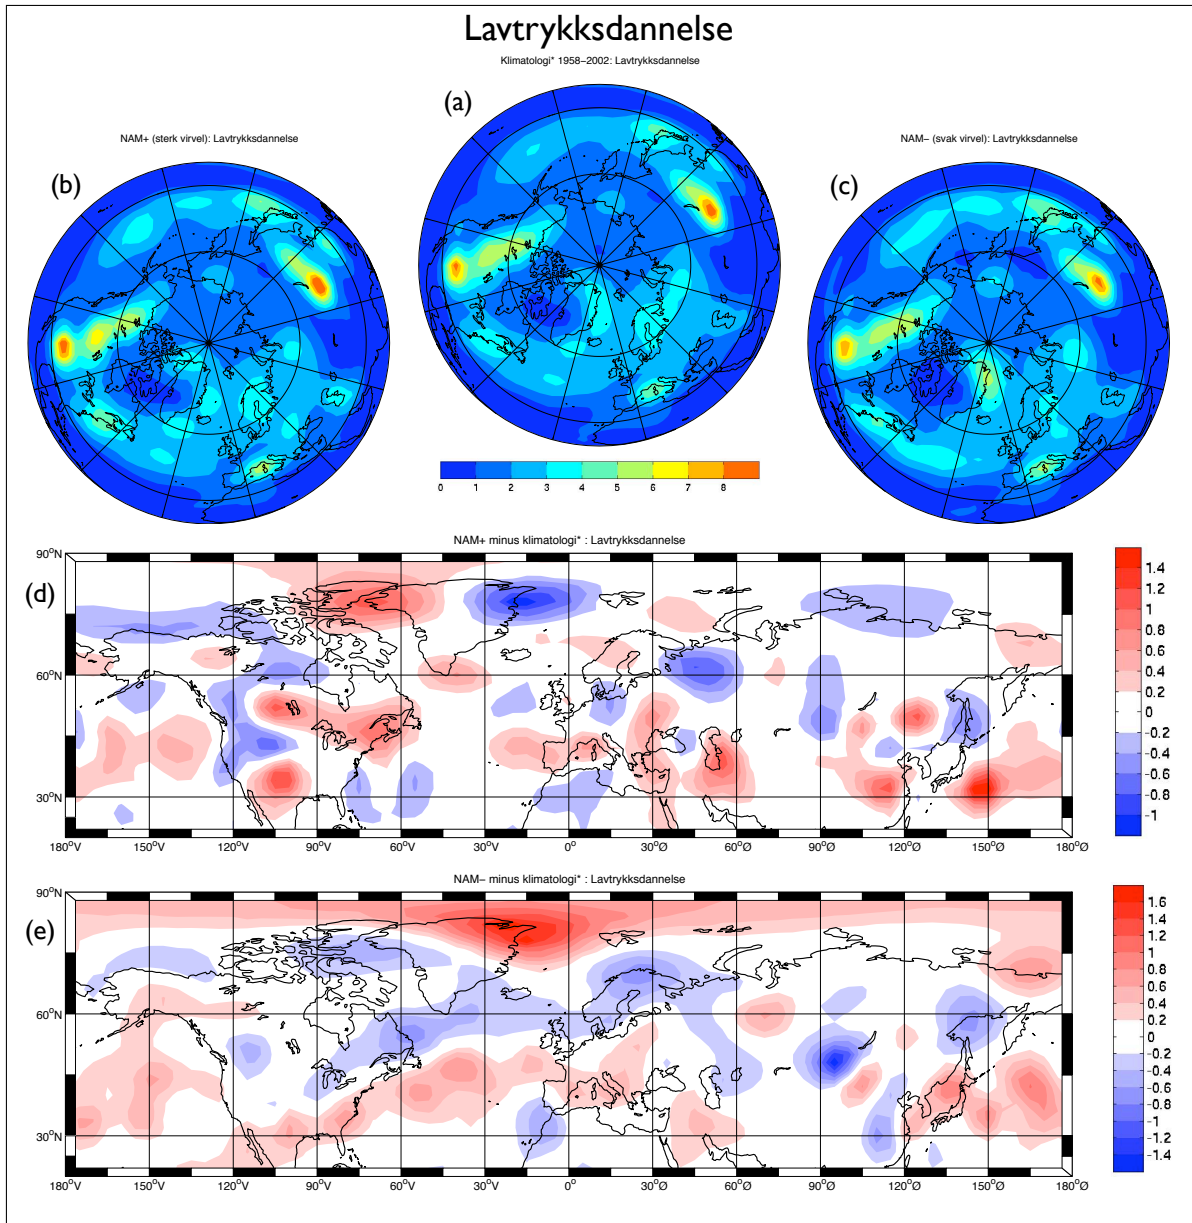 Lavtrykksdannelse
Klimatologi* 1958−2002: Lavtrykksdannelse
(a)
NAM+ (sterk virvel): Lavtrykksdannelse
NAM− (svak virvel): Lavtrykksdannelse
(b)
(c)
0 1 2 3 4 5 6 7 8
NAM+ minus klimatologi* : Lavtrykksdannelse
(d)
90°N
60°N
30°N
180°V 150°V 120°V 90°V 60°V 30°V 0° 30°Ø 60°Ø 90°Ø 120°Ø 150°Ø 180°Ø
1.4
1.2
1
0.8
0.6
0.4
0.2
0
-0.2
-0.4
-0.6
-0.8
-1
NAM− minus klimatologi* : Lavtrykksdannelse
(e)
90°N
60°N
30°N
180°V 150°V 120°V 90°V 60°V 30°V 0° 30°Ø 60°Ø 90°Ø 120°Ø 150°Ø 180°Ø
1.6
1.4
1.2
1
0.8
0.6
0.4
0.2
0
-0.2
-0.4
-0.6
-0.8
-1
-1.2
-1.4